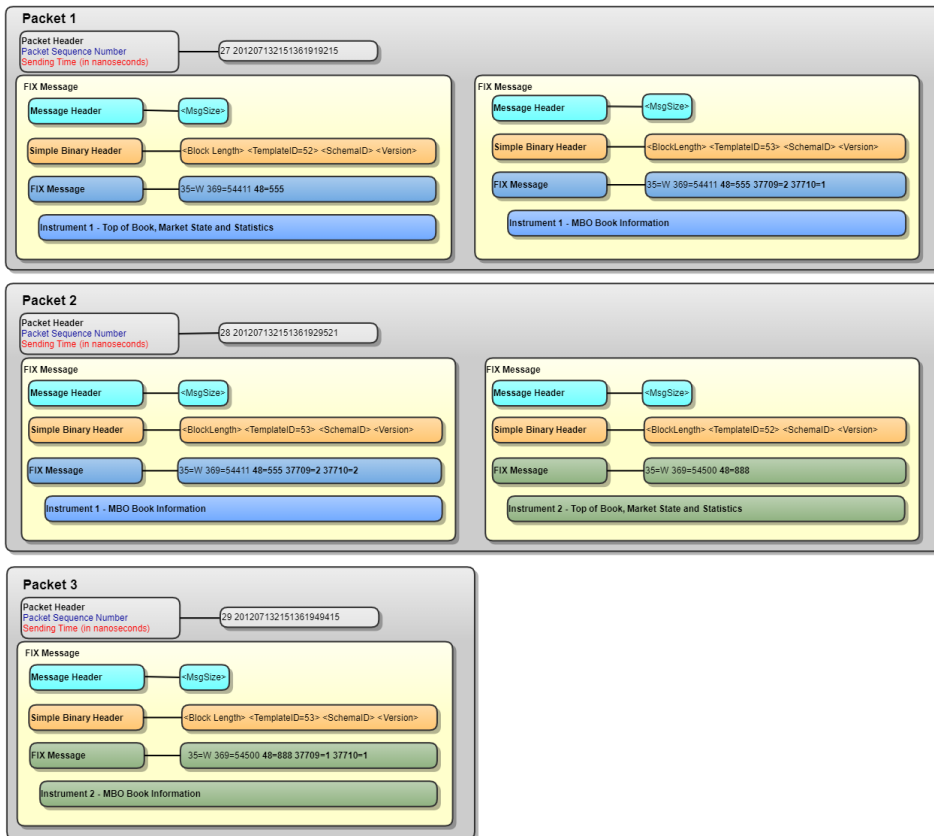 Packet 1
Packet Header
Packet Sequence Number
Sending Time (in nanoseconds)
27 201207132151361919215
FIX Message
Message Header
<MsgSize>
Simple Binary Header
<Block Length> <TemplateID=52> <SchemaID> <Version>
FIX Message
35=W 369=54411 48=555
Instrument 1 - Top of Book, Market State and Statistics
FIX Message
Message Header
<MsgSize>
Simple Binary Header
<BlockLength> <TemplateID=53> <SchemaID> <Version>
FIX Message
35=W 369=54411 48=555 37709=2 37710=1
Instrument 1 - MBO Book Information
Packet 2
Packet Header
Packet Sequence Number
Sending Time (in nanoseconds)
28 201207132151361929521
FIX Message
Message Header
<MsgSize>
Simple Binary Header
<BlockLength> <TemplateID=53> <SchemaID> <Version>
FIX Message
35=W 369=54411 48=555 37709=2 37710=2
Instrument 1 - MBO Book Information
FIX Message
Message Header
<MsgSize>
Simple Binary Header
<BlockLength> <TemplateID=52> <SchemaID> <Version>
FIX Message
35=W 369=54500 48=888
Instrument 2 - Top of Book, Market State and Statistics
Packet 3
Packet Header
Packet Sequence Number
Sending Time (in nanoseconds)
29 201207132151361949415
FIX Message
Message Header
<MsgSize>
Simple Binary Header
<Block Length> <TemplateID=53> <SchemaID> <Version>
FIX Message
35=W 369=54500 48=888 37709=1 37710=1
Instrument 2 - MBO Book Information